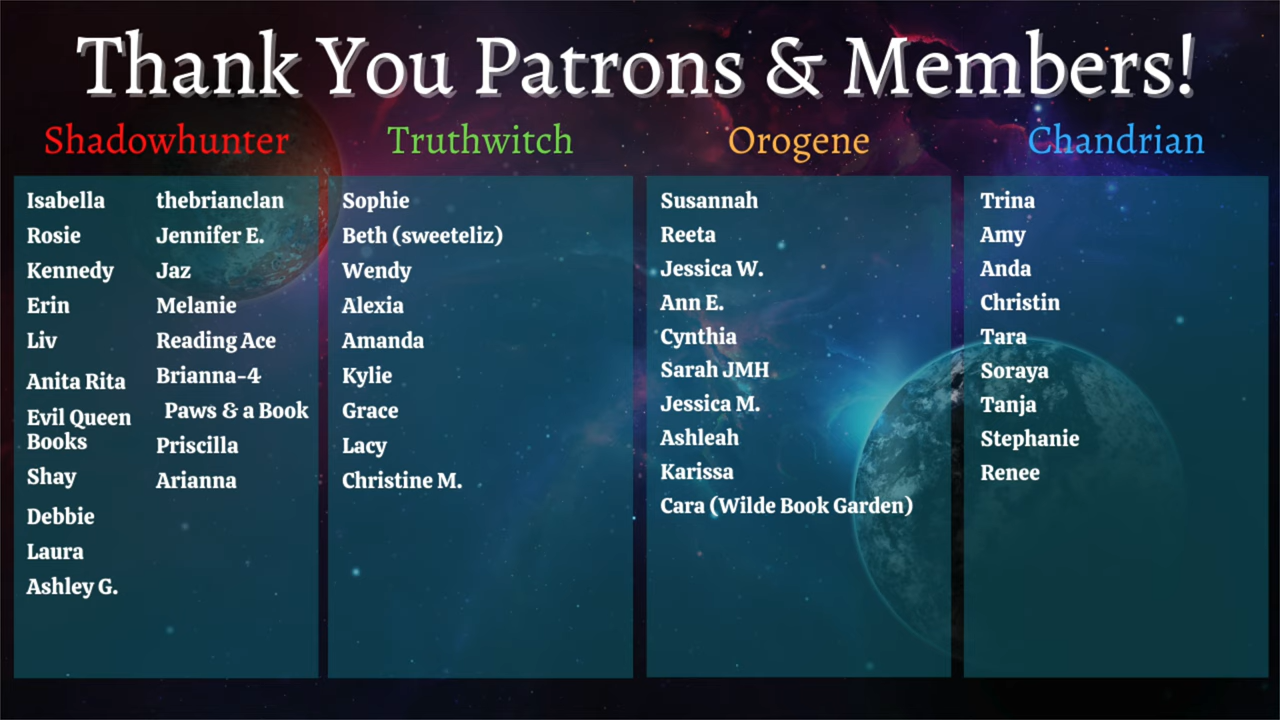 Thank You Patrons & Members!
Shadowhunter
Isabella
Rosie
Kennedy
Erin
Liv
Anita Rita
Evil Queen
Books
Shay
Debbie
Laura
Ashley G.
thebrianclan
Jennifer E.
Jaz
Melanie
Reading Ace
Brianna-4
Paws & a Book
Priscilla
Arianna
Truthwitch
Sophie
Beth (sweeteliz)
Wendy
Alexia
Amanda
Kylie
Grace
Lacy
Christine M.
Orogene
Susannah
Reeta
Jessica W.
Ann E.
Cynthia
Sarah JMH
Jessica M.
Ashleah
Karissa
Cara (Wilde Book Garden)
Chandrian
Trina
Amy
Anda
Christin
Tara
Soraya
Tanja
Stephanie
Renee